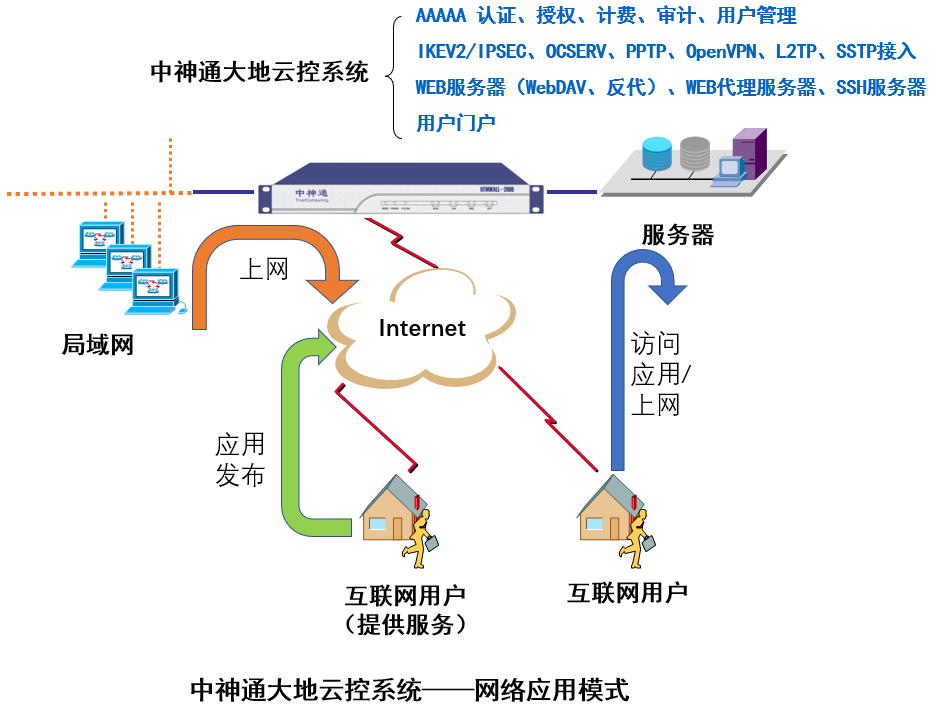 AAAAA 认证、授权、计费、审计、用户管理
IKEV2/IPSEC、OCSERV、PPTP、OpenVPN、L2TP、SSTP接入
中神通大地云控系统
WEB服务器（WebDAV、反代）、WEB代理服务器、SSH服务器
用户门户
中神通
TrustComputing
UTMWALL-2000
服务器
上网
Internet
局域网
访问
应用/
上网
应用
发布
互联网用户
（提供服务）
互联网用户
中神通大地云控系统——网络应用模式